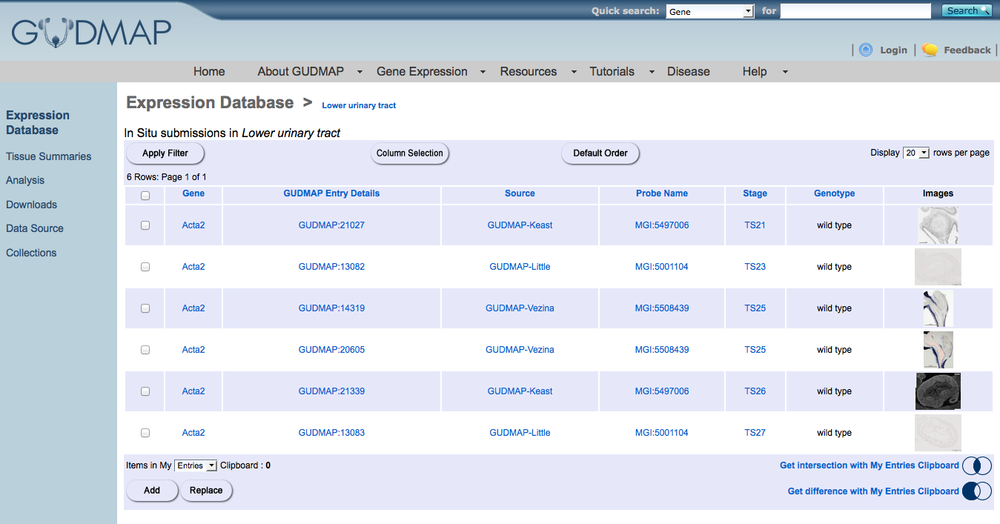 Quick search: Gene for Search
GUDMAP
Login Feedback
Home About GUDMAP Gene Expression Resources Tutorials Disease Help
Expression Database
Tissue Summaries
Analysis
Downloads
Data Source
Collections
Expression Database > Lower urinary tract
In Situ submissions in Lower urinary tract
Apply Filter Column Selection Default Order Display 20 rows per page
6 Rows: Page 1 of 1
Gene GUDMAP Entry Details Source Probe Name Stage Genotype Images
Acta2 GUDMAP:21027 GUDMAP-Keast MGI:5497006 TS21 wild type
Acta2 GUDMAP:13082 GUDMAP-Little MGI:5001104 TS23 wild type
Acta2 GUDMAP:14319 GUDMAP-Vezina MGI:5508439 TS25 wild type
Acta2 GUDMAP:20605 GUDMAP-Vezina MGI:5508439 TS25 wild type
Acta2 GUDMAP:21339 GUDMAP-Keast MGI:5497006 TS26 wild type
Acta2 GUDMAP:13083 GUDMAP-Little MGI:5001104 TS27 wild type
Items in My Entries Clipboard : 0 Get intersection with My Entries Clipboard
Add Replace Get difference with My Entries Clipboard